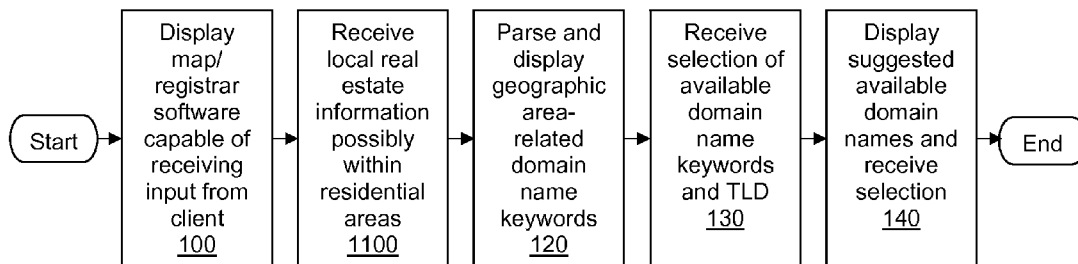 Start
Display
map/
registrar
software
capable of
receiving
input from
client
100
Receive
local real
estate
information
possibly
within
residential
areas
1100
Parse and
display
geographic
area-
related
domain
name
keywords
120
Receive
selection of
available
domain
name
keywords
and TLD
130
Display
suggested
available
domain
names and
receive
selection
140
End